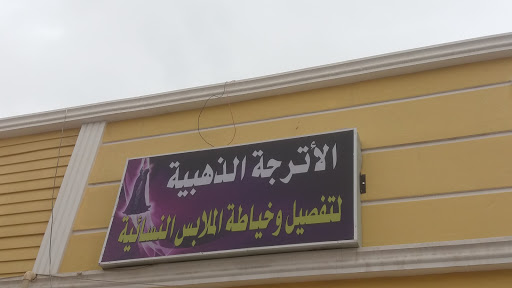 الأترجة الذهبية
لتفصيل وخياطة الملابس النسائية